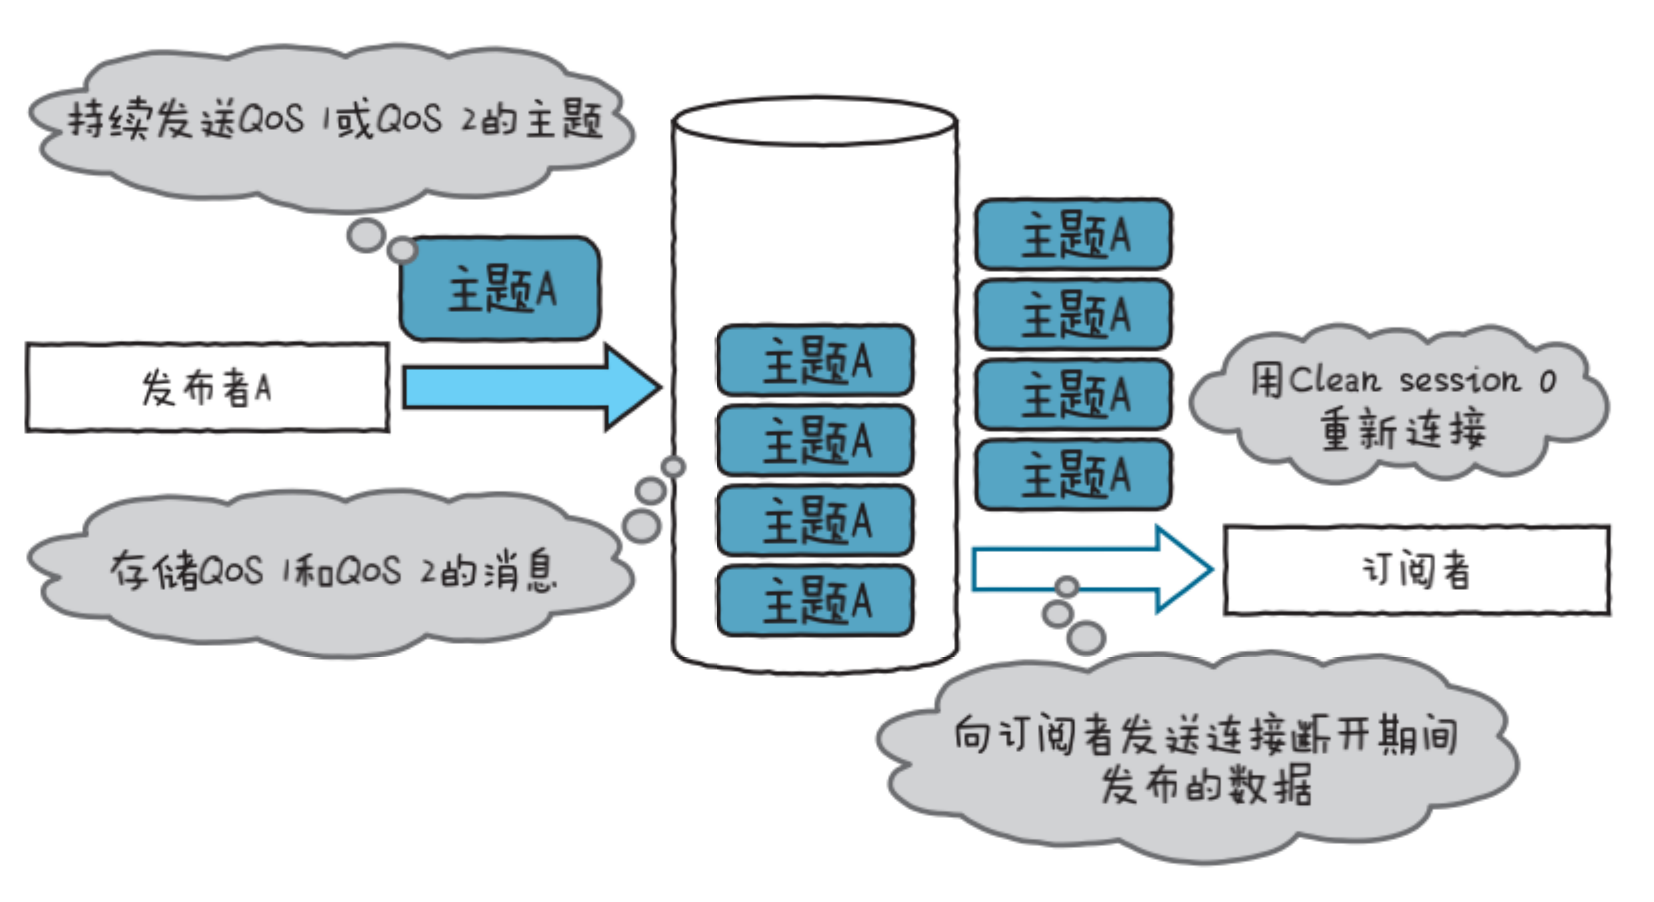 持续发送QoS 1或QoS 2的主题
主题A
发布者A
存储QoS 1和QoS 2的消息
主题A
主题A
主题A
主题A
主题A
主题A
主题A
主题A
用Clean session 0
重新连接
订阅者
向订阅者发送连接断开期间
发布的数据